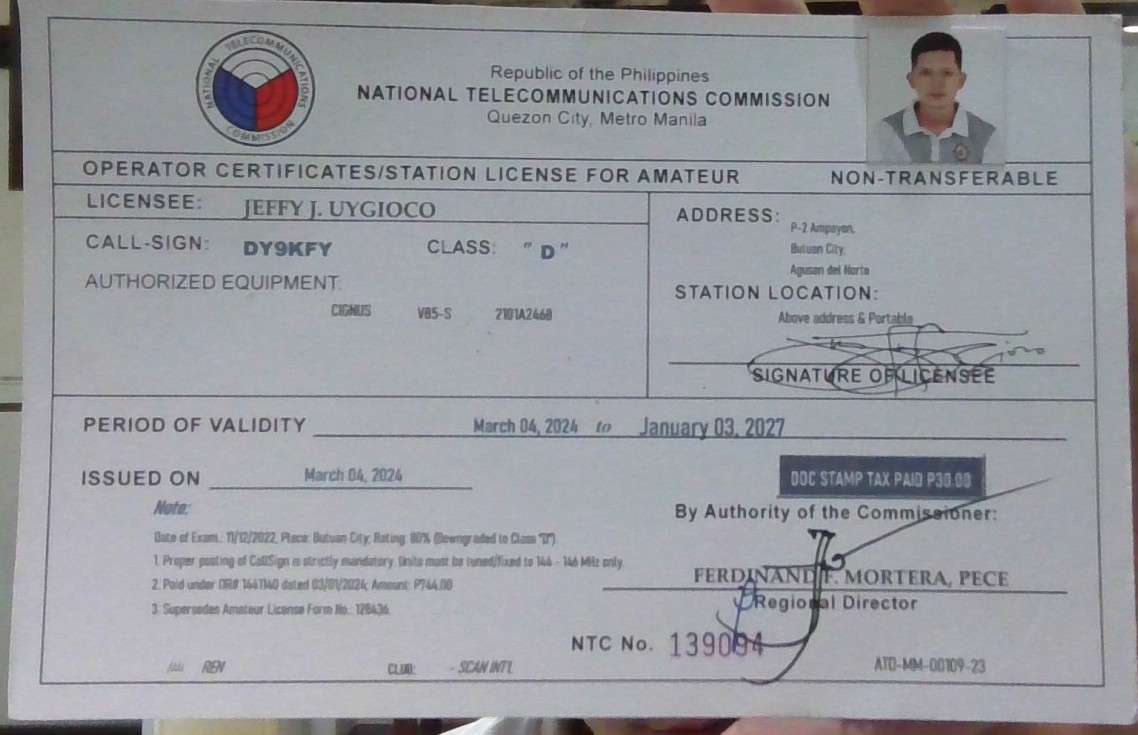 NATIONAL TELECOMMUNICATIONS COMMISSION
Republic of the Philippines
NATIONAL TELECOMMUNICATIONS COMMISSION
Quezon City, Metro Manila
OPERATOR CERTIFICATES/STATION LICENSE FOR AMATEUR
NON-TRANSFERABLE
LICENSEE: JEFFY J. UYGIOCO
CALL-SIGN: DY9KFY CLASS: "D"
AUTHORIZED EQUIPMENT:
CIGNUS V85-S 2101A2468
ADDRESS: P-2 Ampayon,
Butuan City,
Agusan del Norte
STATION LOCATION:
Above address & Portable
SIGNATURE OF LICENSEE
PERIOD OF VALIDITY March 04, 2024 to January 03, 2027
ISSUED ON March 04, 2024
DOC STAMP TAX PAID P30.00
By Authority of the Commissioner:
Note:
Date of Exam.: 11/12/2022, Place: Butuan City, Rating: 80% (Downgraded to Class "D").
1. Proper posting of CallSign is strictly mandatory. Units must be tuned/fixed to 144 - 146 MHz only.
2. Paid under OR# 1441140 dated 03/01/2024; Amount: P744.00
3. Supersedes Amateur License Form No.: 128436
FERDINAND F. MORTERA, PECE
Regional Director
NTC No. 139094
REN CLUB: - SCAN INT'L
ATO-MM-00109-23